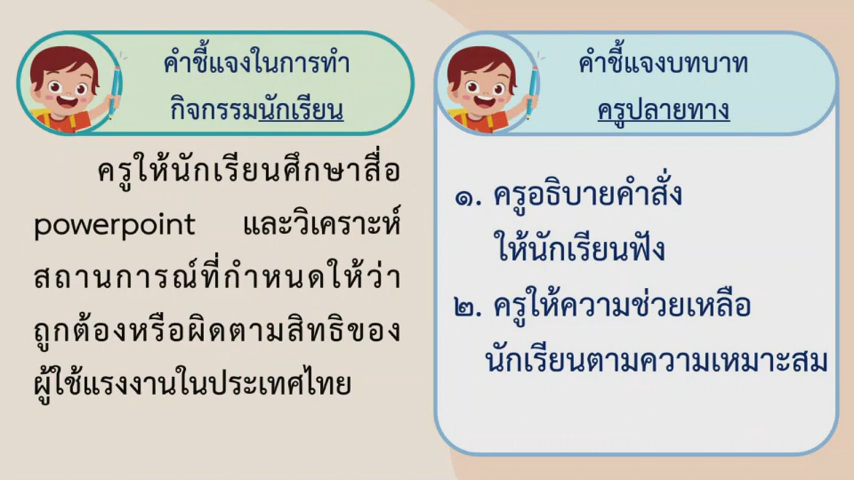 คำชี้แจงในการทำ
กิจกรรมนักเรียน
ครูให้นักเรียนศึกษาสื่อ
powerpoint และวิเคราะห์
สถานการณ์ที่กำหนดให้ว่า
ถูกต้องหรือผิดตามสิทธิของ
ผู้ใช้แรงงานในประเทศไทย
คำชี้แจงบทบาท
ครูปลายทาง
๑. ครูอธิบายคำสั่ง
ให้นักเรียนฟัง
๒. ครูให้ความช่วยเหลือ
นักเรียนตามความเหมาะสม